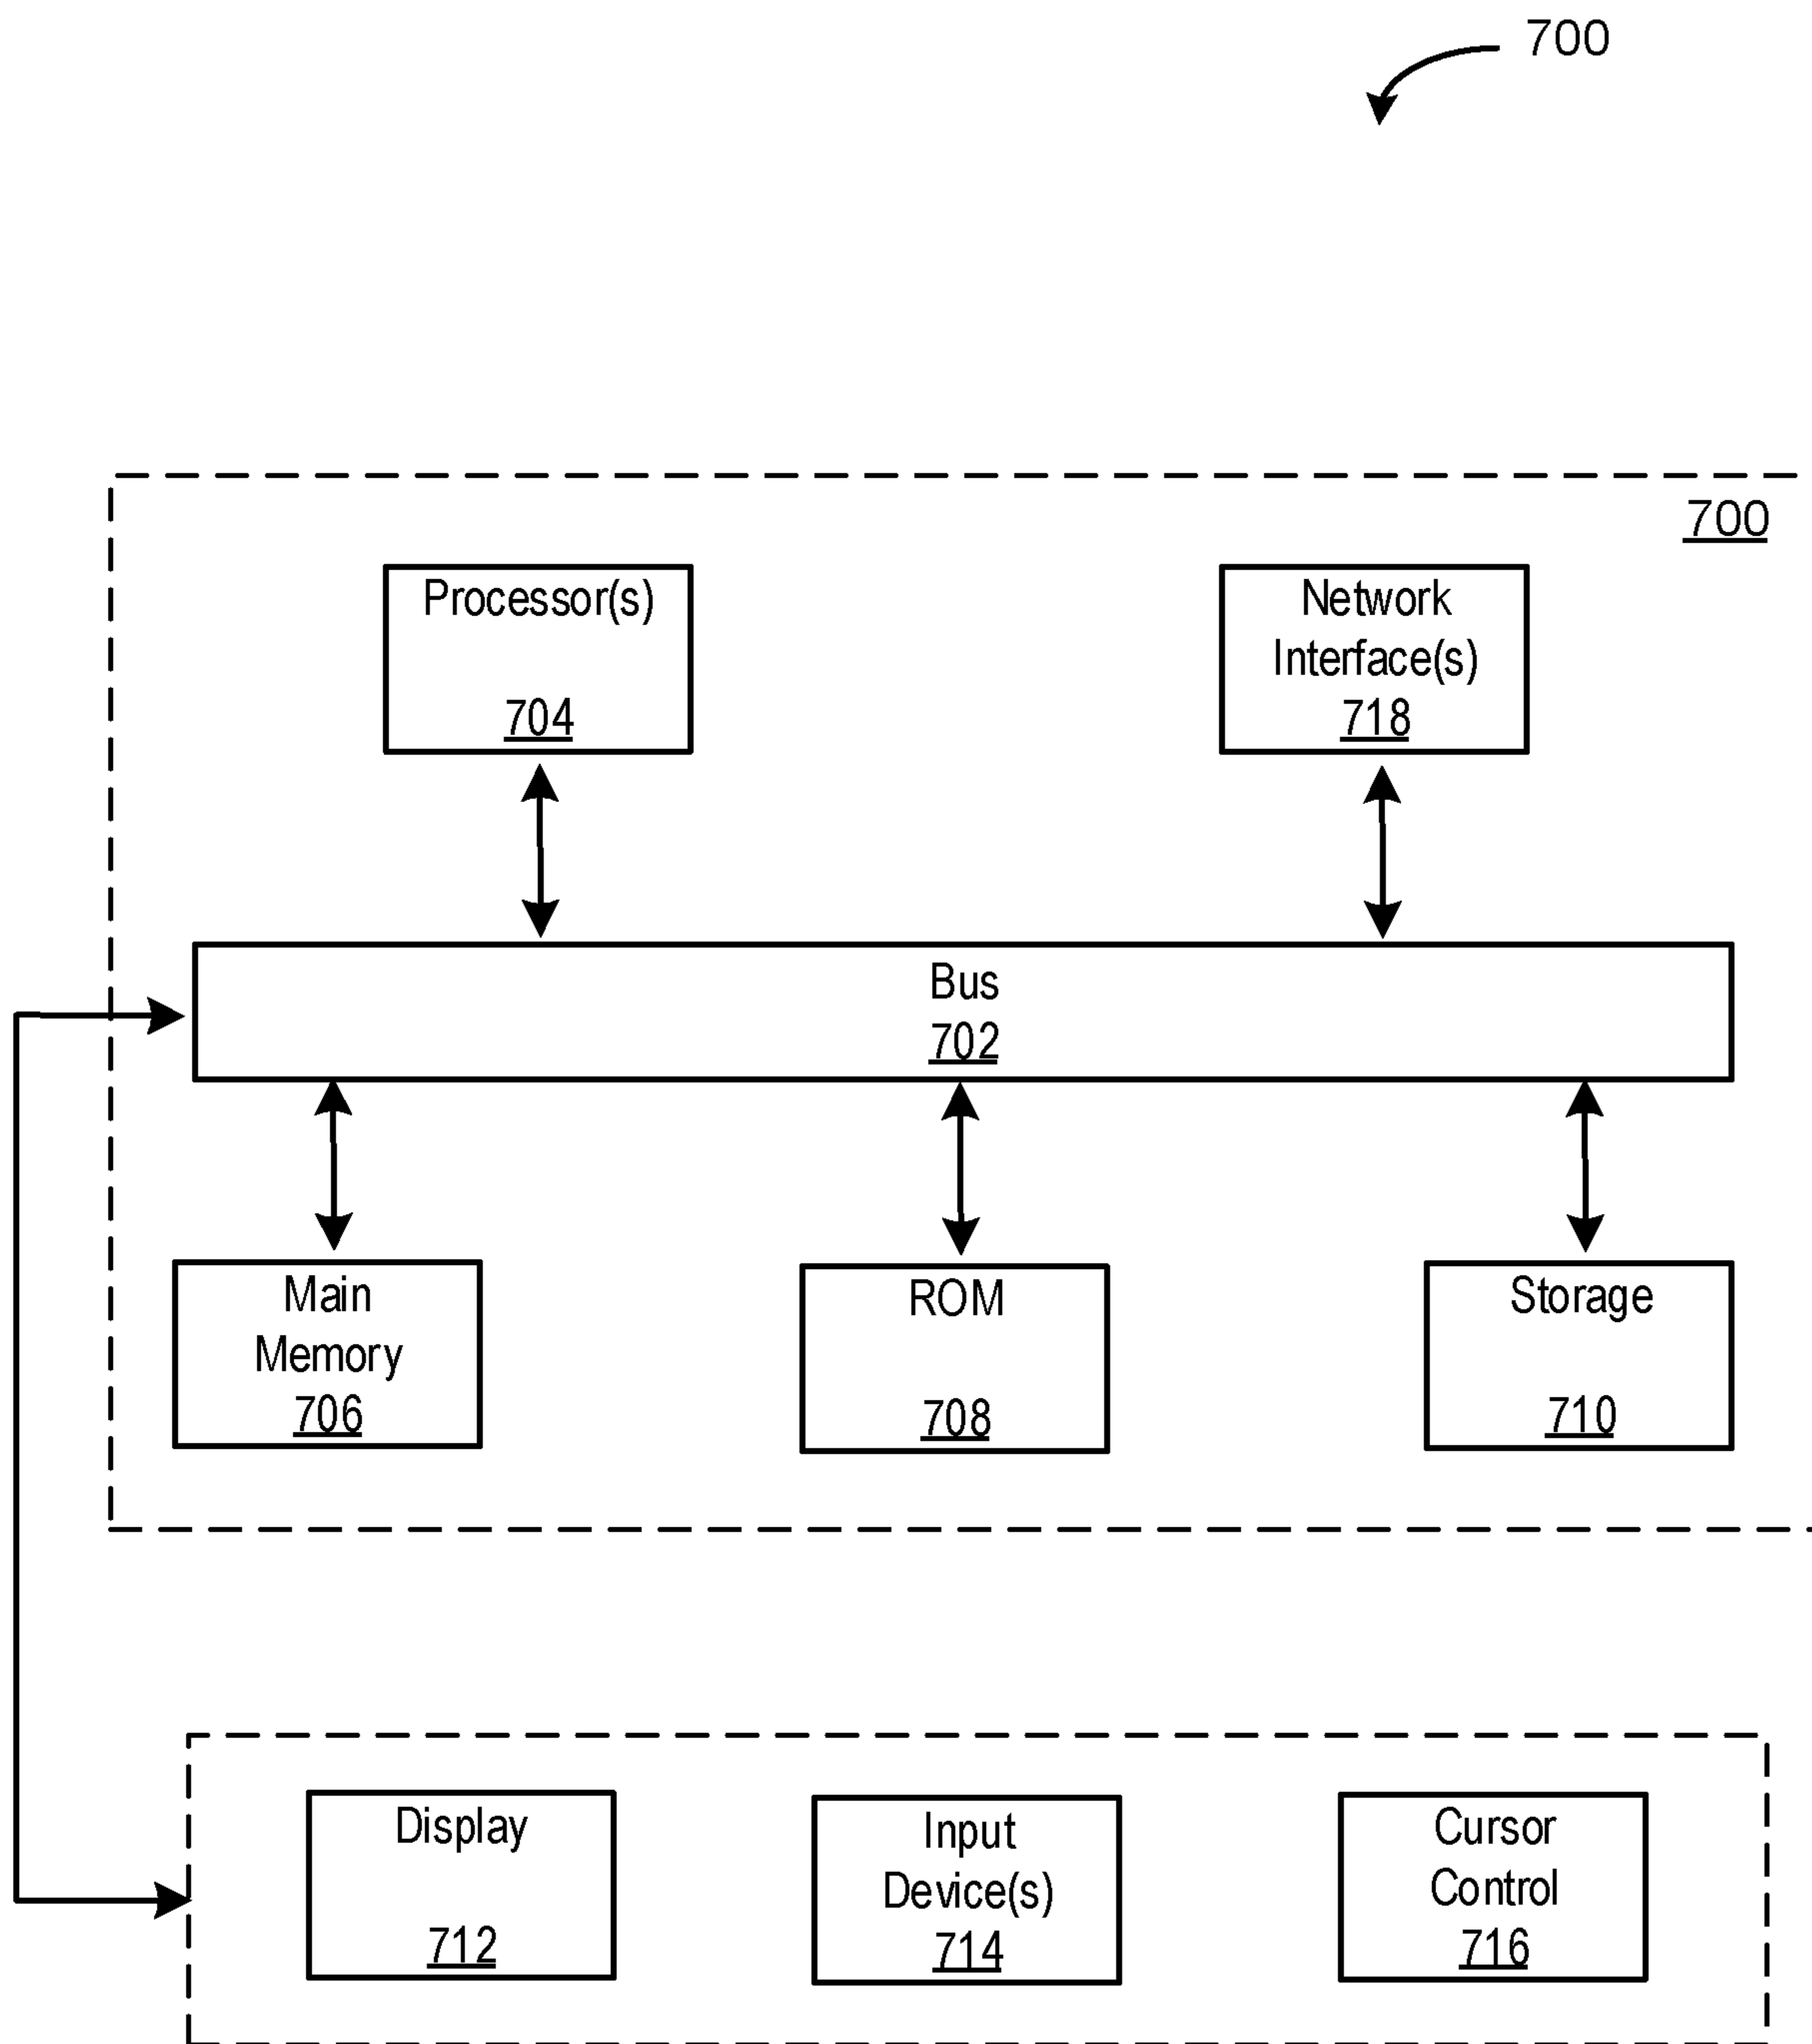 700
700
Processor(s)
704
Network
Interface(s)
718
Bus
702
Main
Memory
706
ROM
708
Storage
710
Display
712
Input
Device(s)
714
Cursor
Control
716